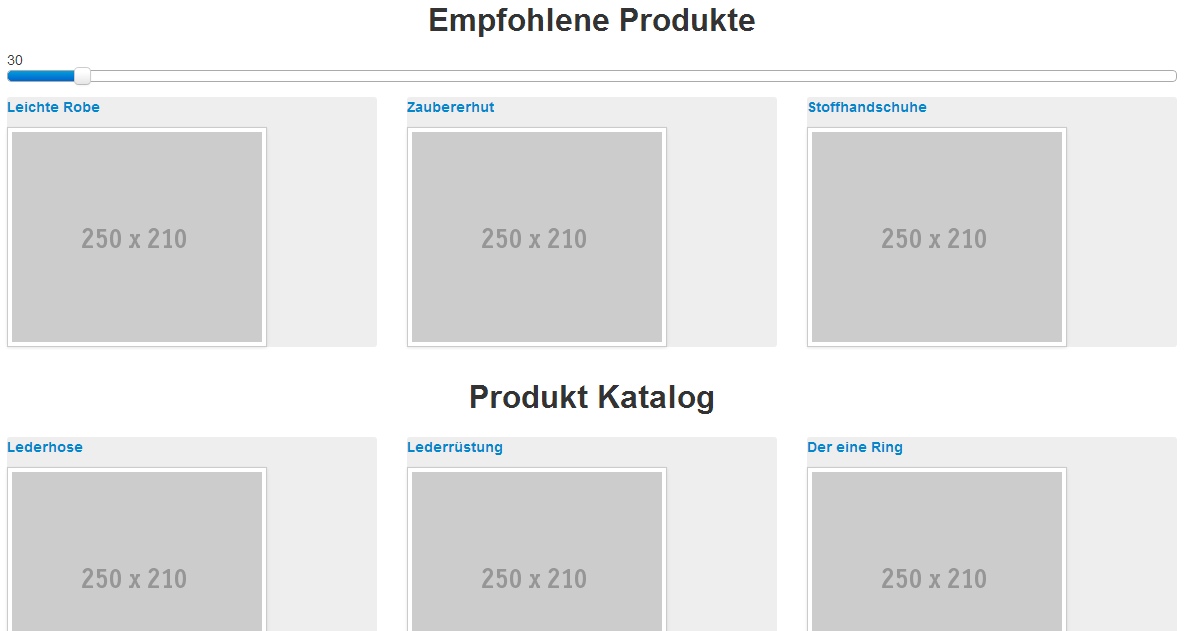 Empfohlene Produkte
30
Leichte Robe
Zaubererhut
Stoffhandschuhe
250 x 210
250 x 210
250 x 210
Produkt Katalog
Lederhose
Lederrüstung
Der eine Ring
250 x 210
250 x 210
250 x 210